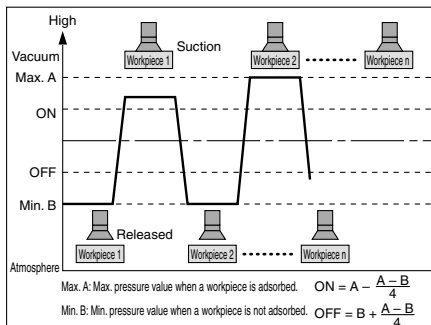 High
Vacuum
Max. A
ON
OFF
Min. B
Atmosphere
Workpiece 1
Suction
Workpiece 2
Workpiece n
Released
Workpiece 1
Workpiece 2
Workpiece n
Max. A: Max. pressure value when a workpiece is adsorbed. ON = A − (A − B)/4
Min. B: Min. pressure value when a workpiece is not adsorbed. OFF = B + (A − B)/4